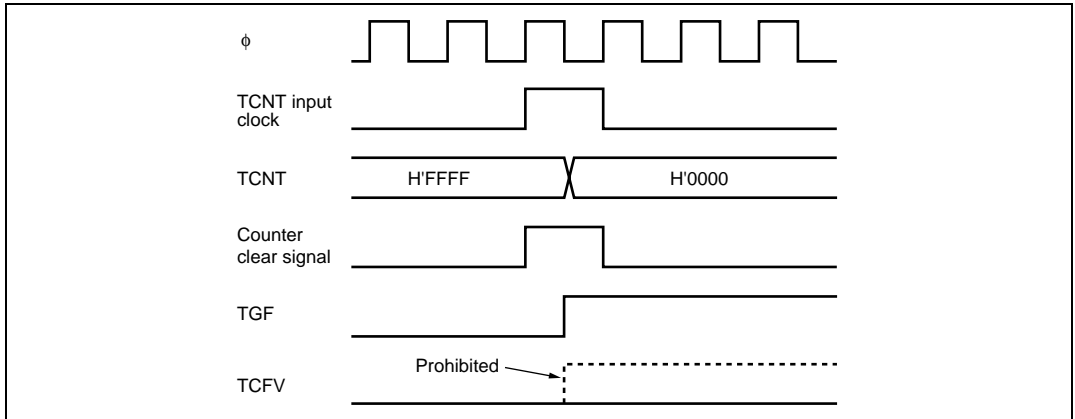 ϕ
TCNT input
clock
TCNT
H'FFFF
H'0000
Counter
clear signal
TGF
Prohibited
TCFV